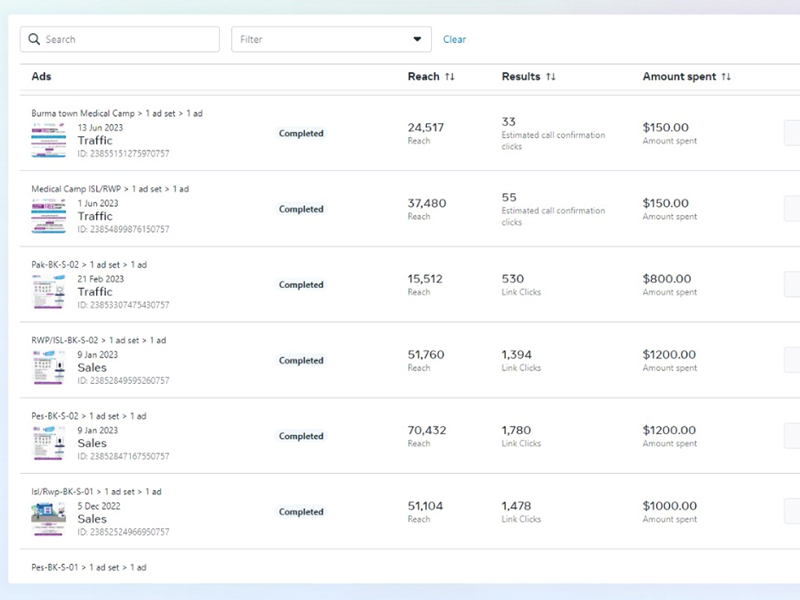 Search
Filter
Clear
Ads
Reach
Results
Amount spent
Burma town Medical Camp > 1 ad set > 1 ad
13 Jun 2023
Traffic
ID: 23855151275970757
Completed
24,517
Reach
33
Estimated call confirmation
clicks
$150.00
Amount spent
Medical Camp ISL/RWP > 1 ad set > 1 ad
1 Jun 2023
Traffic
ID: 23854899876150757
Completed
37,480
Reach
55
Estimated call confirmation
clicks
$150.00
Amount spent
Pak-BK-S-02 > 1 ad set > 1 ad
21 Feb 2023
Traffic
ID: 23853307475430757
Completed
15,512
Reach
530
Link Clicks
$800.00
Amount spent
RWP/ISL-BK-S-02 > 1 ad set > 1 ad
9 Jan 2023
Sales
ID: 23852849595260757
Completed
51,760
Reach
1,394
Link Clicks
$1200.00
Amount spent
Pes-BK-S-02 > 1 ad set > 1 ad
9 Jan 2023
Sales
ID: 23852847167550757
Completed
70,432
Reach
1,780
Link Clicks
$1200.00
Amount spent
Isl/Rwp-BK-S-01 > 1 ad set > 1 ad
5 Dec 2022
Sales
ID: 23852524966950757
Completed
51,104
Reach
1,478
Link Clicks
$1000.00
Amount spent
Pes-BK-S-01 > 1 ad set > 1 ad